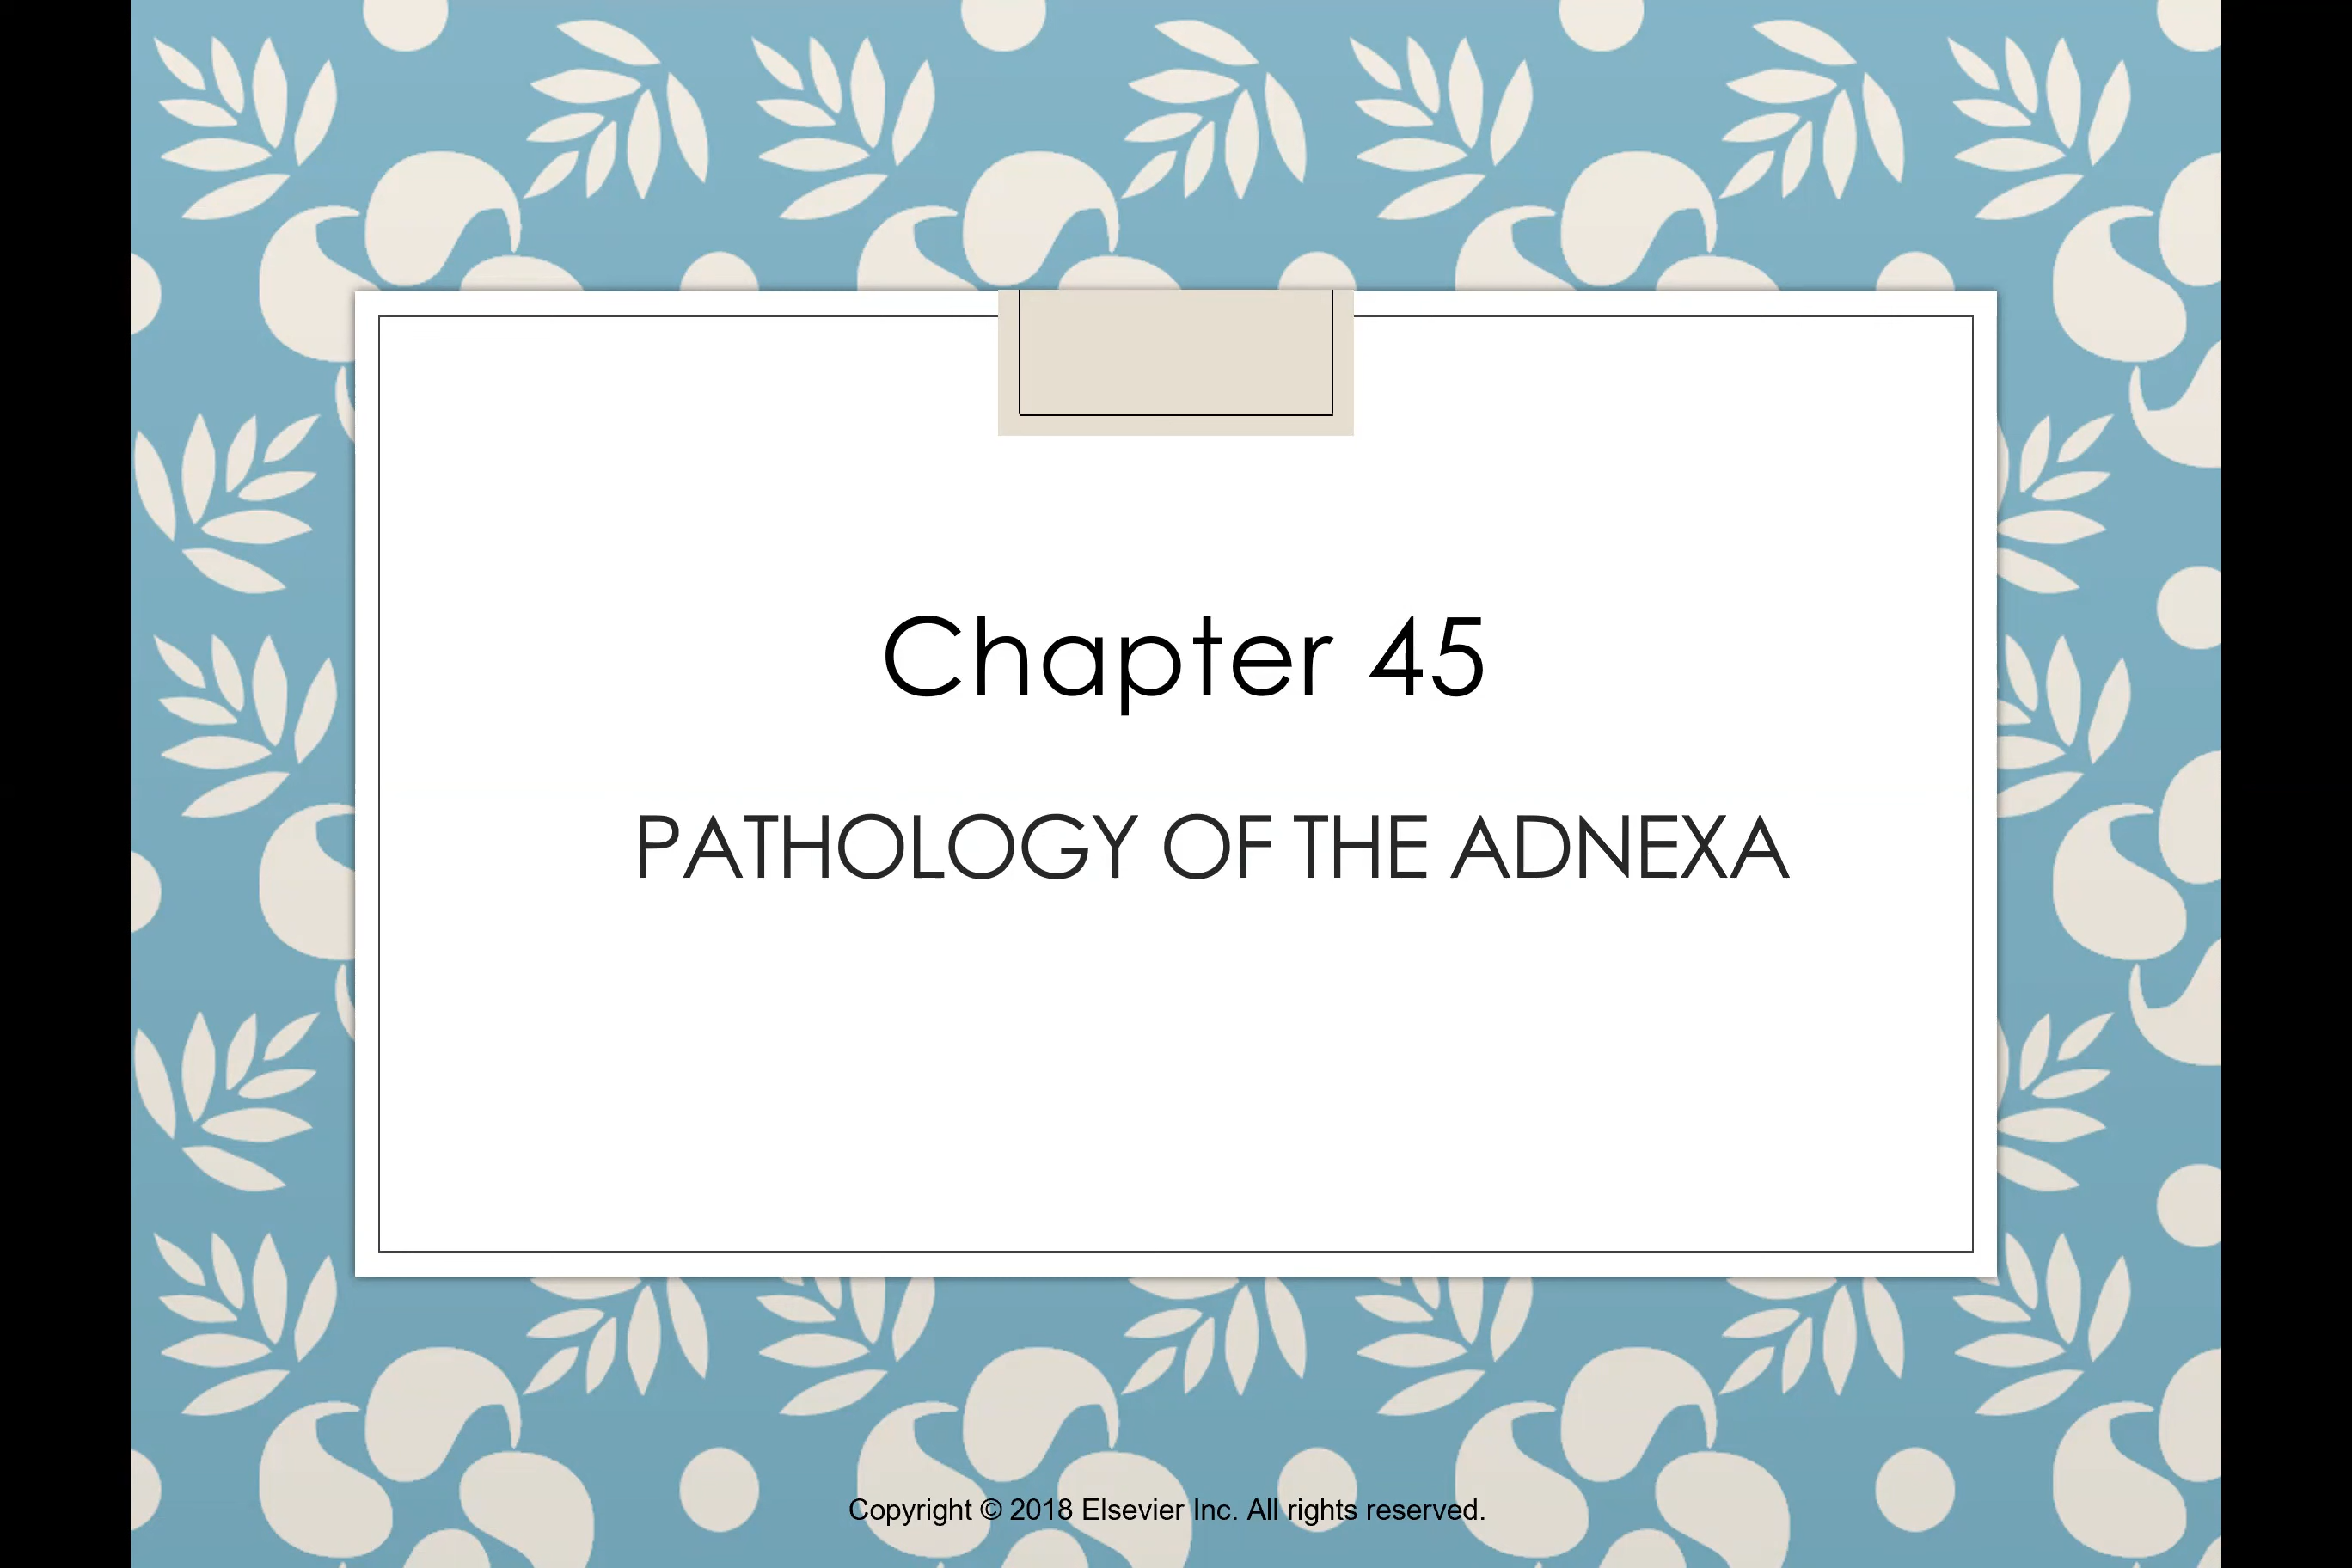 Chapter 45
PATHOLOGY OF THE ADNEXA
Copyright © 2018 Elsevier Inc. All rights reserved.